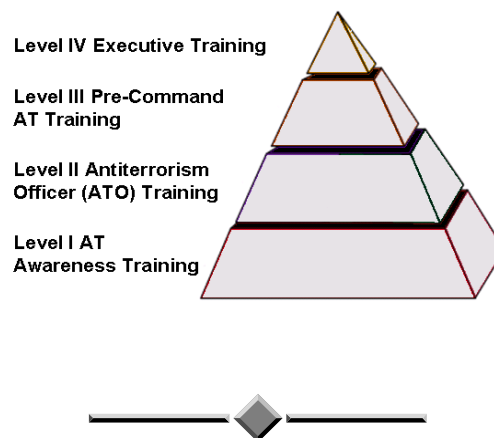 Level IV Executive Training
Level III Pre-Command
AT Training
Level II Antiterrorism
Officer (ATO) Training
Level I AT
Awareness Training